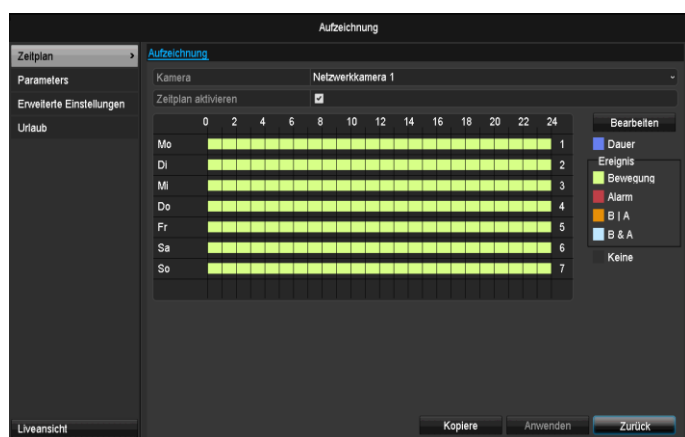 Aufzeichnung
Zeitplan >
Parameters
Erweiterte Einstellungen
Urlaub
Liveansicht
Aufzeichnung
Kamera Netzwerkkamera 1
Zeitplan aktivieren
0 2 4 6 8 10 12 14 16 18 20 22 24
Mo 1
Di 2
Mi 3
Do 4
Fr 5
Sa 6
So 7
Bearbeiten
Dauer
Ereignis
Bewegung
Alarm
B | A
B & A
Keine
Kopiere Anwenden Zurück